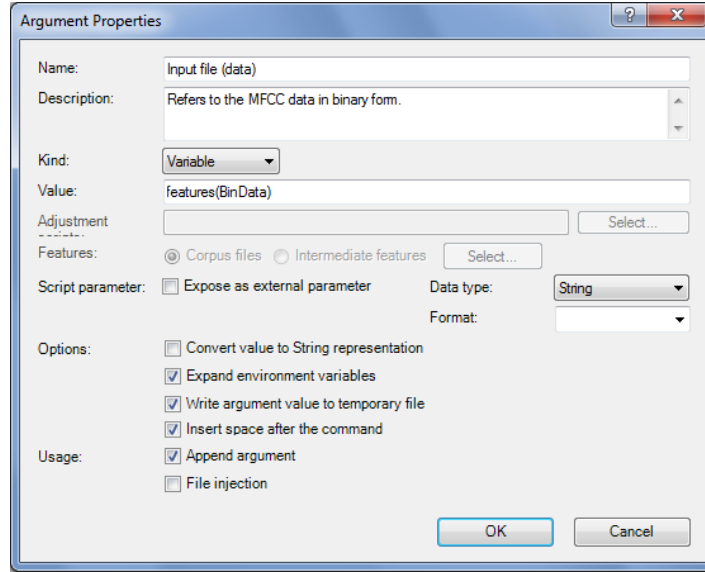 Argument Properties
Name: Input file (data)
Description: Refers to the MFCC data in binary form.
Kind: Variable
Value: features(BinData)
Adjustment Select...
Features: Corpus files Intermediate features Select...
Script parameter: Expose as external parameter Data type: String
Format:
Options: Convert value to String representation
Expand environment variables
Write argument value to temporary file
Insert space after the command
Usage: Append argument
File injection
OK Cancel